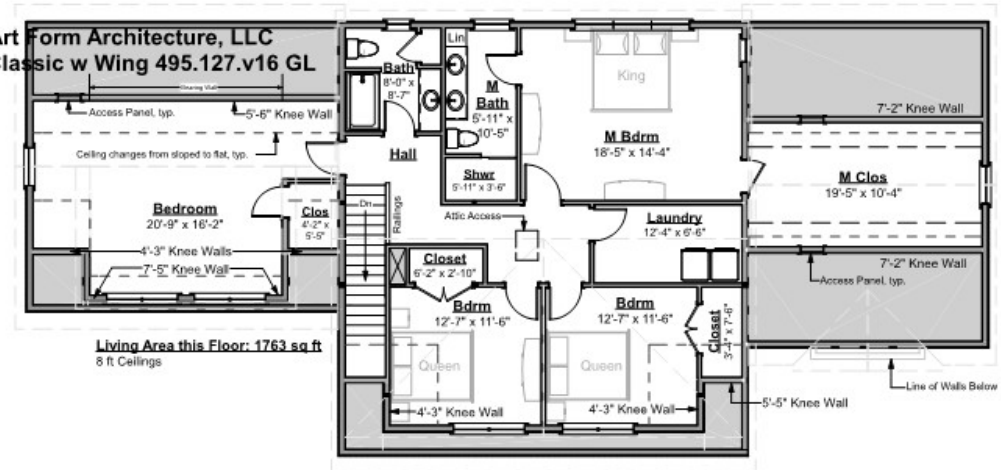 Art Form Architecture, LLC
Classic w Wing 495.127.v16 GL
Bearing Wall
Access Panel, typ.
5'-6" Knee Wall
Ceiling changes from sloped to flat, typ.
Bedroom
20'-9" x 16'-2"
Clos
4'-2" x
5'-5"
4'-3" Knee Walls
7'-5" Knee Wall
Living Area this Floor: 1763 sq ft
8 ft Ceilings
Bath
8'-0" x
8'-7"
Hall
Dn
Railings
Lin
M
Bath
5'-11" x
10'-5"
Shwr
5'-11" x 3'-6"
Attic Access
King
M Bdrm
18'-5" x 14'-4"
Laundry
12'-4" x 6'-6"
Closet
6'-2" x 2'-10"
Bdrm
12'-7" x 11'-6"
Queen
4'-3" Knee Wall
Bdrm
12'-7" x 11'-6"
Queen
4'-3" Knee Wall
Closet
3'-4" x 7'-6"
5'-5" Knee Wall
7'-2" Knee Wall
M Clos
19'-5" x 10'-4"
7'-2" Knee Wall
Access Panel, typ.
Line of Walls Below